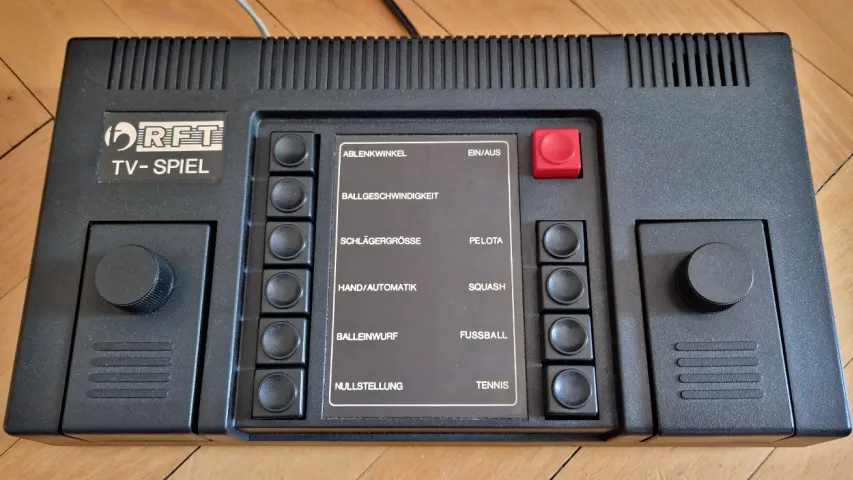 RFT
TV-SPIEL
ABLENKWINKEL EIN/AUS
BALLGESCHWINDIGKEIT
SCHLÄGERGRÖSSE PELOTA
HAND/AUTOMATIK SQUASH
BALLEINWURF FUSSBALL
NULLSTELLUNG TENNIS